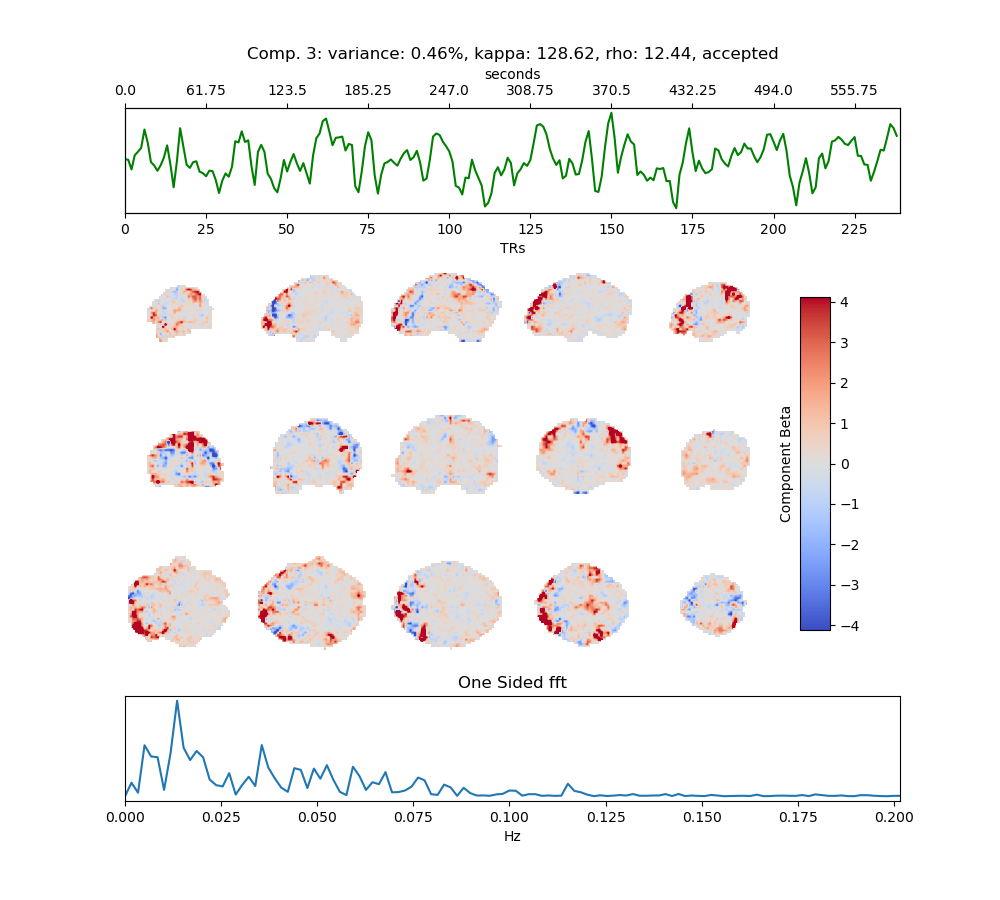 Comp. 3: variance: 0.46%, kappa: 128.62, rho: 12.44, accepted
seconds
0.0 61.75 123.5 185.25 247.0 308.75 370.5 432.25 494.0 555.75
0 25 50 75 100 125 150 175 200 225
TRs
4
3
2
1
0
−1
−2
−3
−4
Component Beta
One Sided fft
0.000 0.025 0.050 0.075 0.100 0.125 0.150 0.175 0.200
Hz